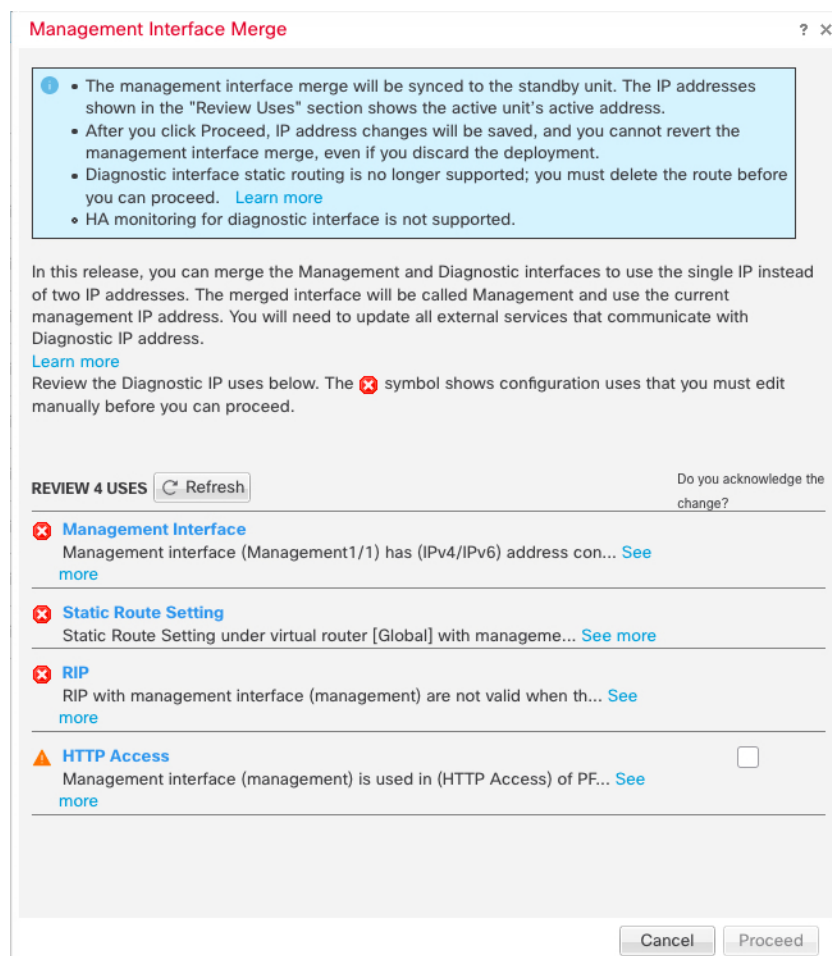 Management Interface Merge
? ×
• The management interface merge will be synced to the standby unit. The IP addresses
shown in the "Review Uses" section shows the active unit's active address.
• After you click Proceed, IP address changes will be saved, and you cannot revert the
management interface merge, even if you discard the deployment.
• Diagnostic interface static routing is no longer supported; you must delete the route before
you can proceed. Learn more
• HA monitoring for diagnostic interface is not supported.
In this release, you can merge the Management and Diagnostic interfaces to use the single IP instead
of two IP addresses. The merged interface will be called Management and use the current
management IP address. You will need to update all external services that communicate with
Diagnostic IP address.
Learn more
Review the Diagnostic IP uses below. The symbol shows configuration uses that you must edit
manually before you can proceed.
REVIEW 4 USES Refresh
Do you acknowledge the
change?
Management Interface
Management interface (Management1/1) has (IPv4/IPv6) address con... See
more
Static Route Setting
Static Route Setting under virtual router [Global] with manageme... See more
RIP
RIP with management interface (management) are not valid when th... See
more
HTTP Access
Management interface (management) is used in (HTTP Access) of PF... See
more
Cancel
Proceed